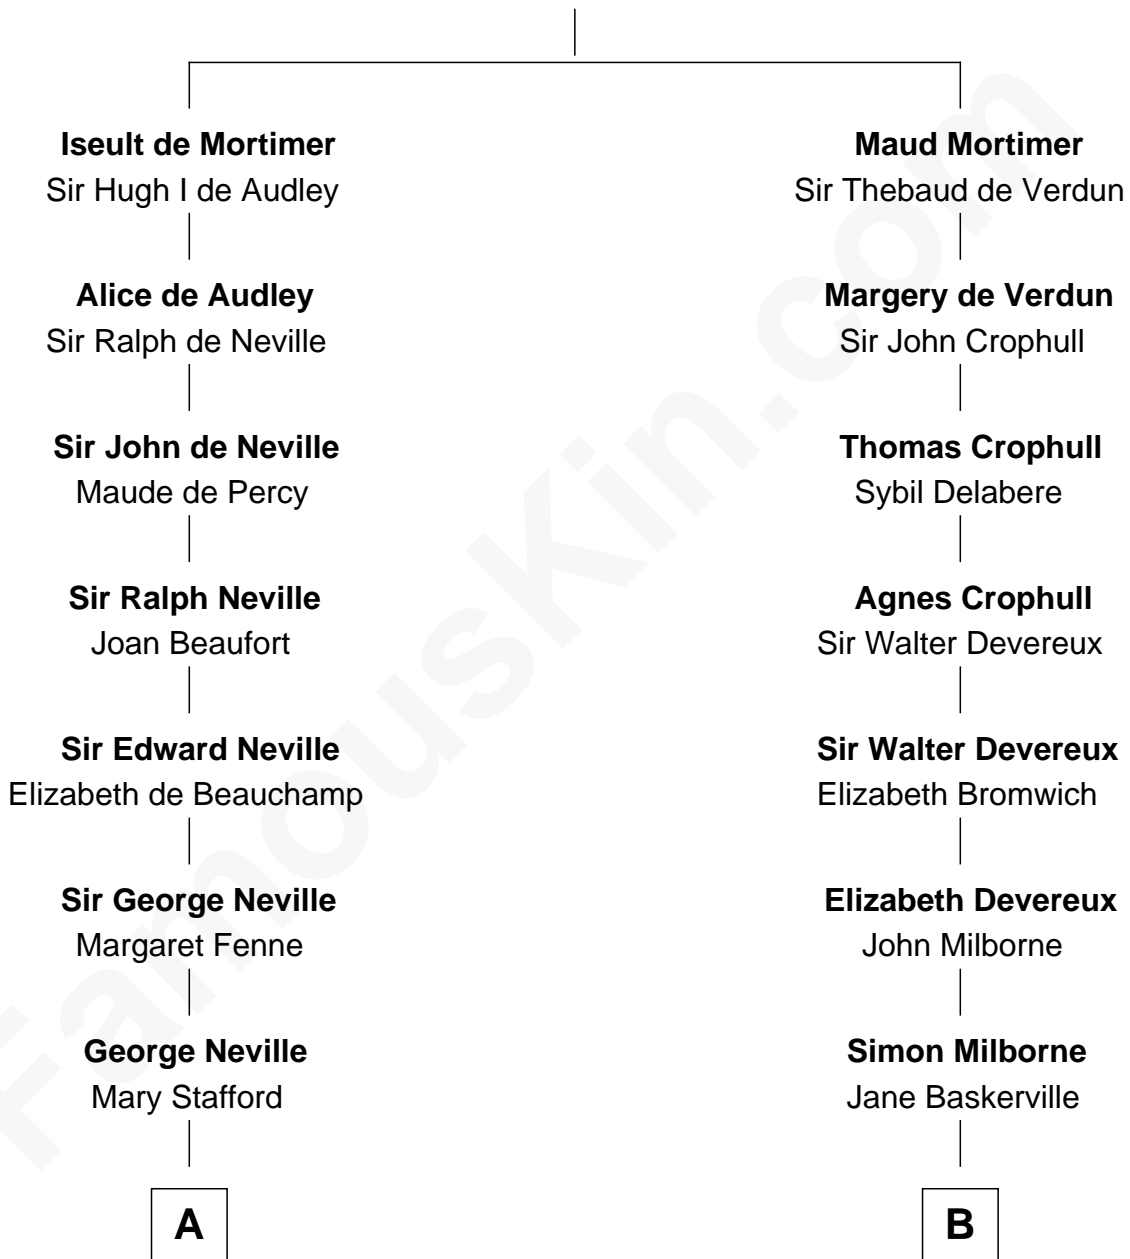 Iseult de Mortimer
Sir Hugh I de Audley
Maud Mortimer
Sir Thebaud de Verdun
Alice de Audley
Sir Ralph de Neville
Margery de Verdun
Sir John Crophull
Sir John de Neville
Maude de Percy
Thomas Crophull
Sybil Delabere
Sir Ralph Neville
Joan Beaufort
Agnes Crophull
Sir Walter Devereux
Sir Edward Neville
Elizabeth de Beauchamp
Sir Walter Devereux
Elizabeth Bromwich
Sir George Neville
Margaret Fenne
Elizabeth Devereux
John Milborne
George Neville
Mary Stafford
Simon Milborne
Jane Baskerville
A
B
FamousKin.com